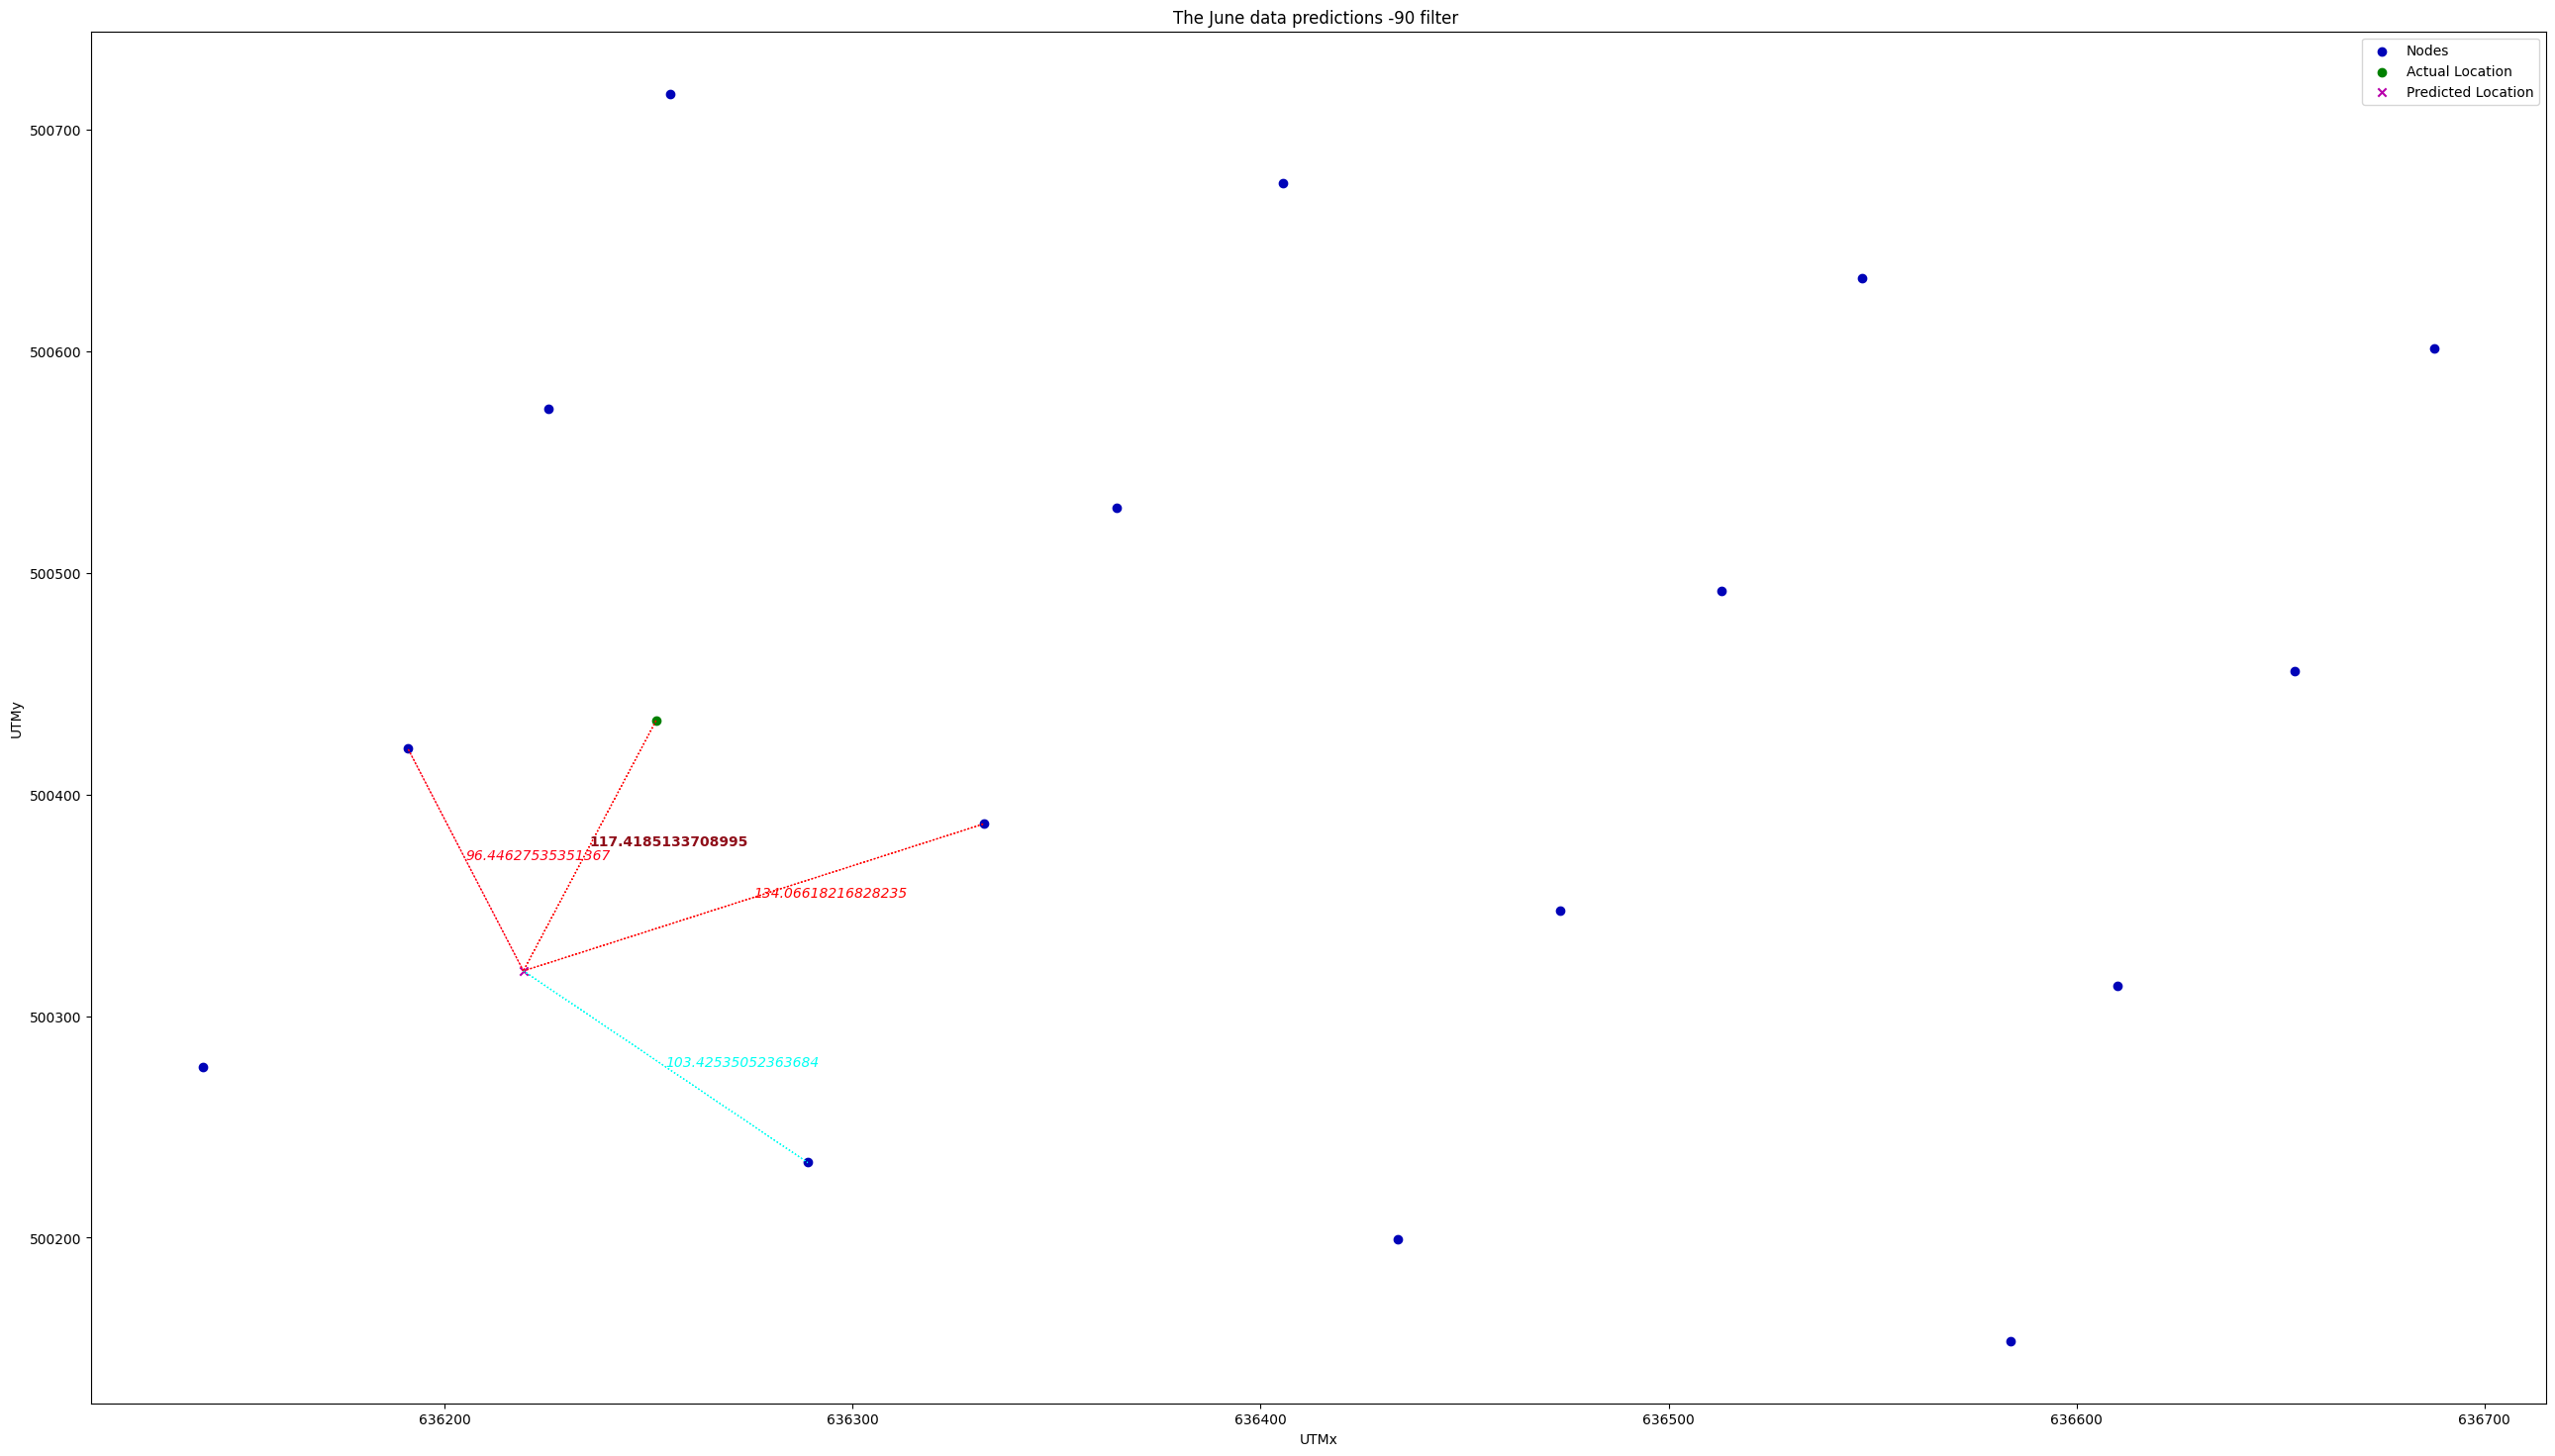 The June data predictions -90 filter
Nodes
Actual Location
Predicted Location
500700
500600
500500
500400
500300
500200
UTMy
117.4185133708995
96.44627535351367
134.06618216828235
103.42535052363684
636200
636300
636400
636500
636600
636700
UTMx